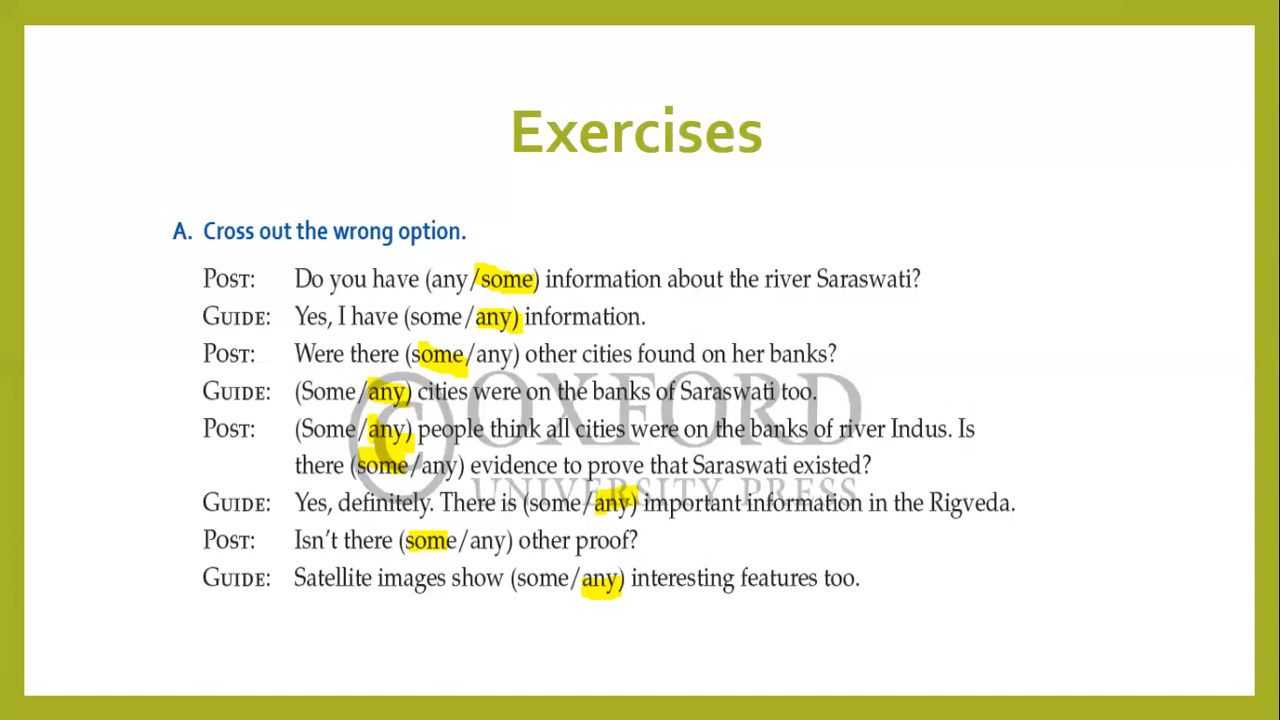 Exercises
A. Cross out the wrong option.
POST: Do you have (any/some) information about the river Saraswati?
GUIDE: Yes, I have (some/any) information.
POST: Were there (some/any) other cities found on her banks?
GUIDE: (Some/any) cities were on the banks of Saraswati too.
POST: (Some/any) people think all cities were on the banks of river Indus. Is
there (some/any) evidence to prove that Saraswati existed?
GUIDE: Yes, definitely. There is (some/any) important information in the Rigveda.
POST: Isn't there (some/any) other proof?
GUIDE: Satellite images show (some/any) interesting features too.
© OXFORD
UNIVERSITY PRESS